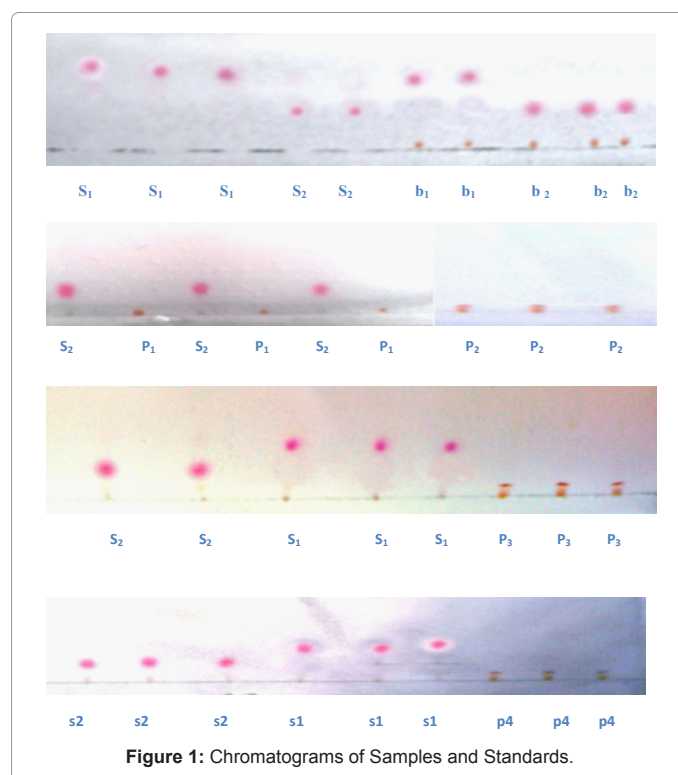 S₁ S₁ S₁ S₂ S₂ b₁ b₁ b ₂ b₂ b₂
S₂ P₁ S₂ P₁ S₂ P₁ P₂ P₂ P₂
S₂ S₂ S₁ S₁ S₁ P₃ P₃ P₃
s2 s2 s2 s1 s1 s1 p4 p4 p4
Figure 1: Chromatograms of Samples and Standards.